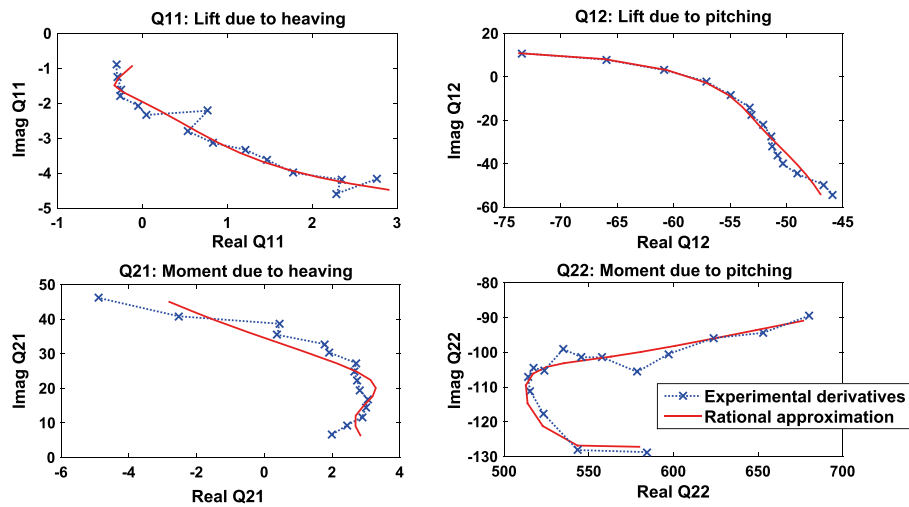 Q11: Lift due to heaving
0
-1
-2
-3
-4
-5
-1 0 1 2 3
Imag Q11
Real Q11
Q12: Lift due to pitching
20
0
-20
-40
-60
-75 -70 -65 -60 -55 -50 -45
Imag Q12
Real Q12
Q21: Moment due to heaving
50
40
30
20
10
0
-6 -4 -2 0 2 4
Imag Q21
Real Q21
Q22: Moment due to pitching
-80
-90
-100
-110
-120
-130
500 550 600 650 700
Imag Q22
Real Q22
Experimental derivatives
Rational approximation